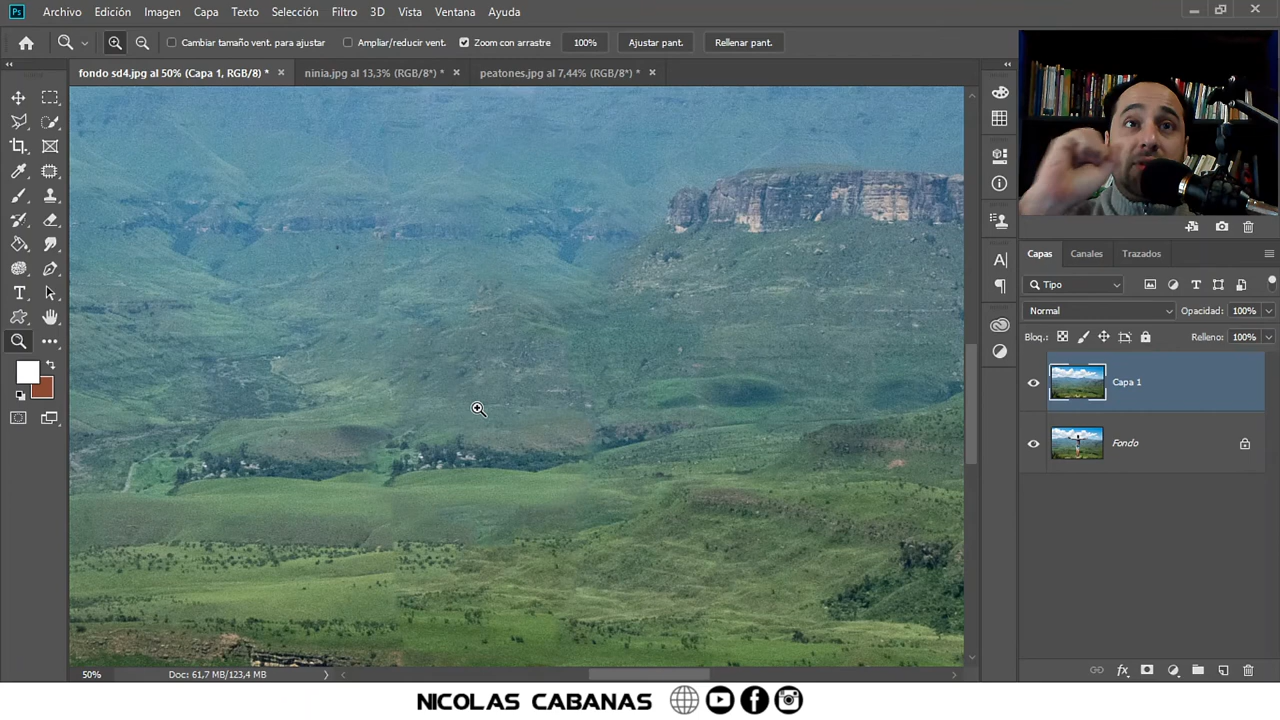 Ps Archivo Edición Imagen Capa Texto Selección Filtro 3D Vista Ventana Ayuda
Cambiar tamaño vent. para ajustar Ampliar/reducir vent. Zoom con arrastre 100% Ajustar pant. Rellenar pant.
fondo sd4.jpg al 50% (Capa 1, RGB/8) * ninia.jpg al 13,3% (RGB/8*) * peatones.jpg al 7,44% (RGB/8*) *
Capas Canales Trazados
Tipo
Normal Opacidad: 100%
Bloq.: Relleno: 100%
Capa 1
Fondo
50% Doc: 61,7 MB/123,4 MB
NICOLAS CABANAS